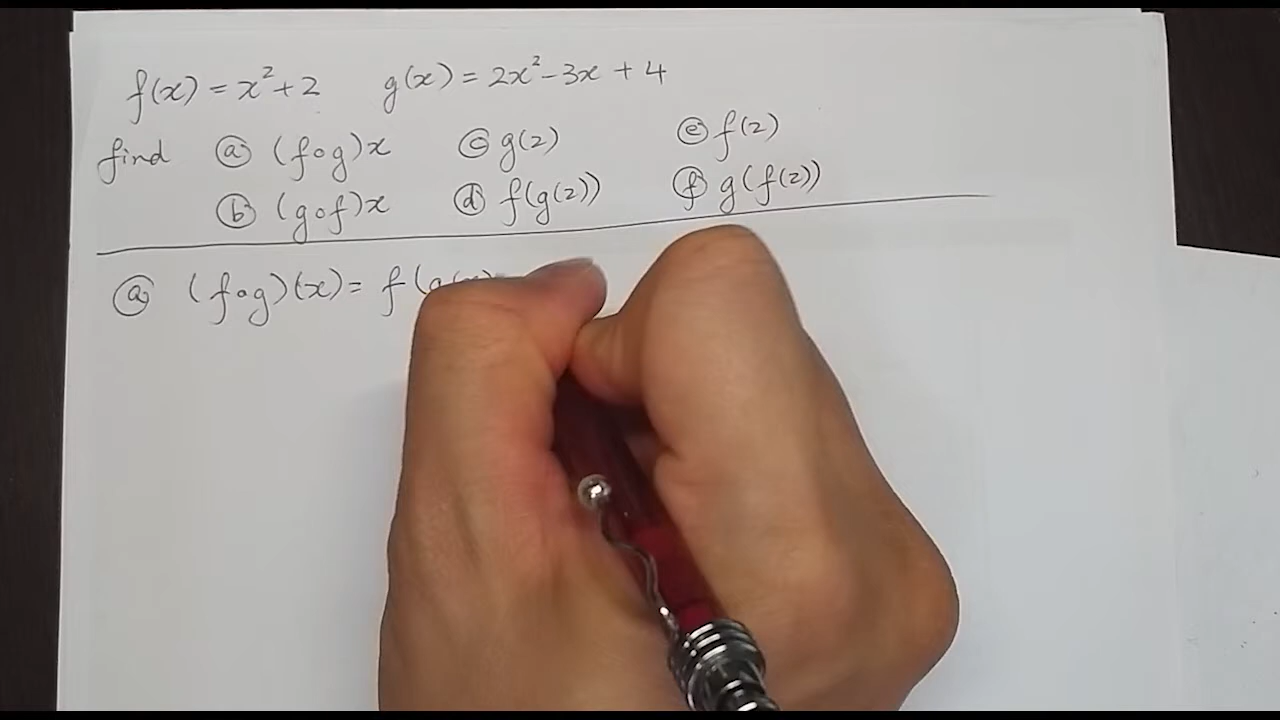 f(x) = x² + 2 g(x) = 2x² - 3x + 4
find ⓐ (f∘g)x ⓒ g(2) ⓔ f(2)
ⓑ (g∘f)x ⓓ f(g(2)) ⓕ g(f(2))
ⓐ (f∘g)(x) = f(g(x)